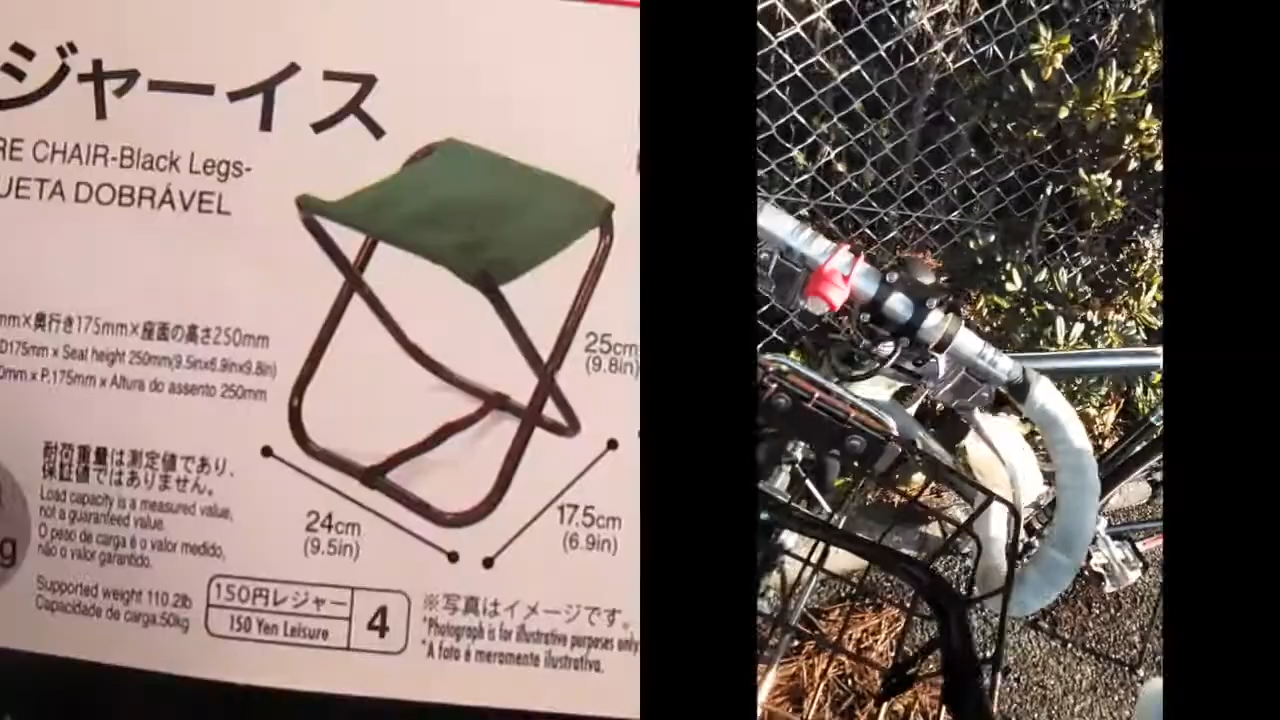 ジャーイス
RE CHAIR-Black Legs-
UETA DOBRÁVEL
mm×奥行き175mm×座面の高さ250mm
D175mm x Seat height 250mm(9.5inx6.9inx9.8in)
0mm x P.175mm x Altura do assento 250mm
25cm
(9.8in)
耐荷重量は測定値であり、
保証値ではありません。
Load capacity is a measured value,
not a guaranteed value.
O peso de carga é o valor medido,
não o valor garantido.
Supported weight 110.2lb
Capacidade de carga:50kg
g
24cm
(9.5in)
17.5cm
(6.9in)
150円レジャー
150 Yen Leisure
4
※写真はイメージです。
*Photograph is for illustrative purposes only
*A foto é meramente ilustrativa.